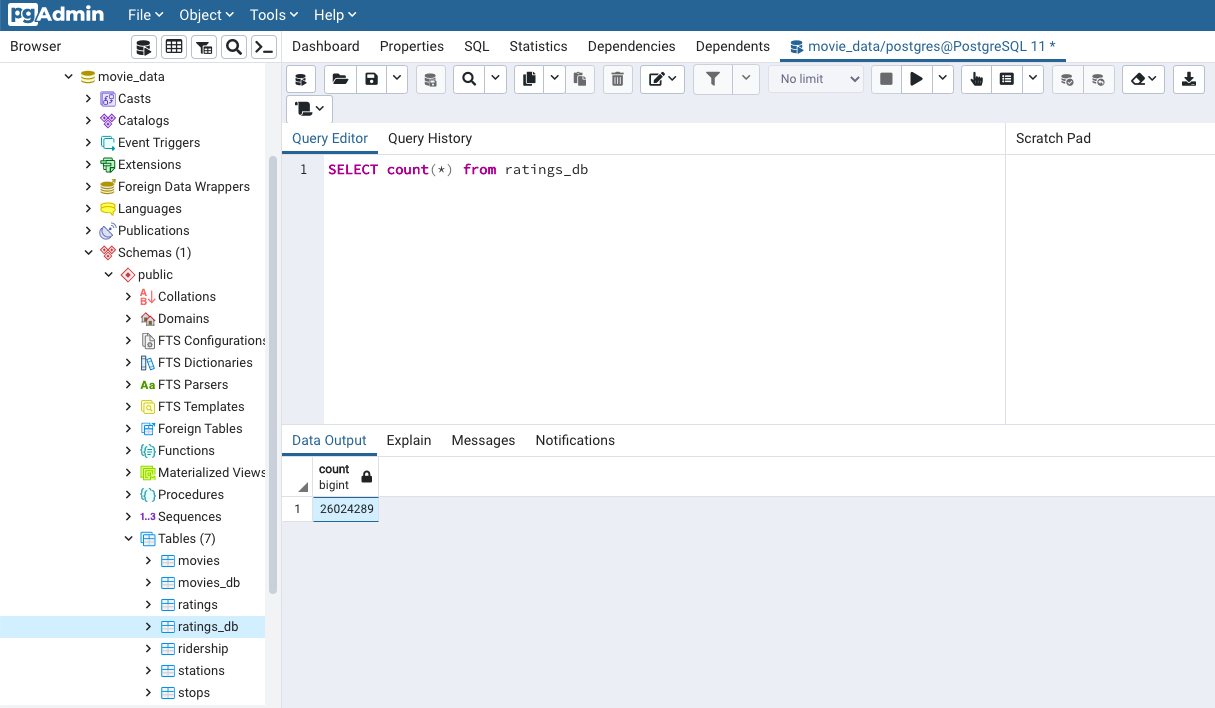 pgAdmin File Object Tools Help
Browser
Dashboard Properties SQL Statistics Dependencies Dependents movie_data/postgres@PostgreSQL 11 *
No limit
movie_data
Casts
Catalogs
Event Triggers
Extensions
Foreign Data Wrappers
Languages
Publications
Schemas (1)
public
Collations
Domains
FTS Configurations
FTS Dictionaries
Aa FTS Parsers
FTS Templates
Foreign Tables
Functions
Materialized Views
Procedures
1..3 Sequences
Tables (7)
movies
movies_db
ratings
ratings_db
ridership
stations
stops
Query Editor Query History
1 SELECT count(*) from ratings_db
Scratch Pad
Data Output Explain Messages Notifications
count
bigint
1 26024289